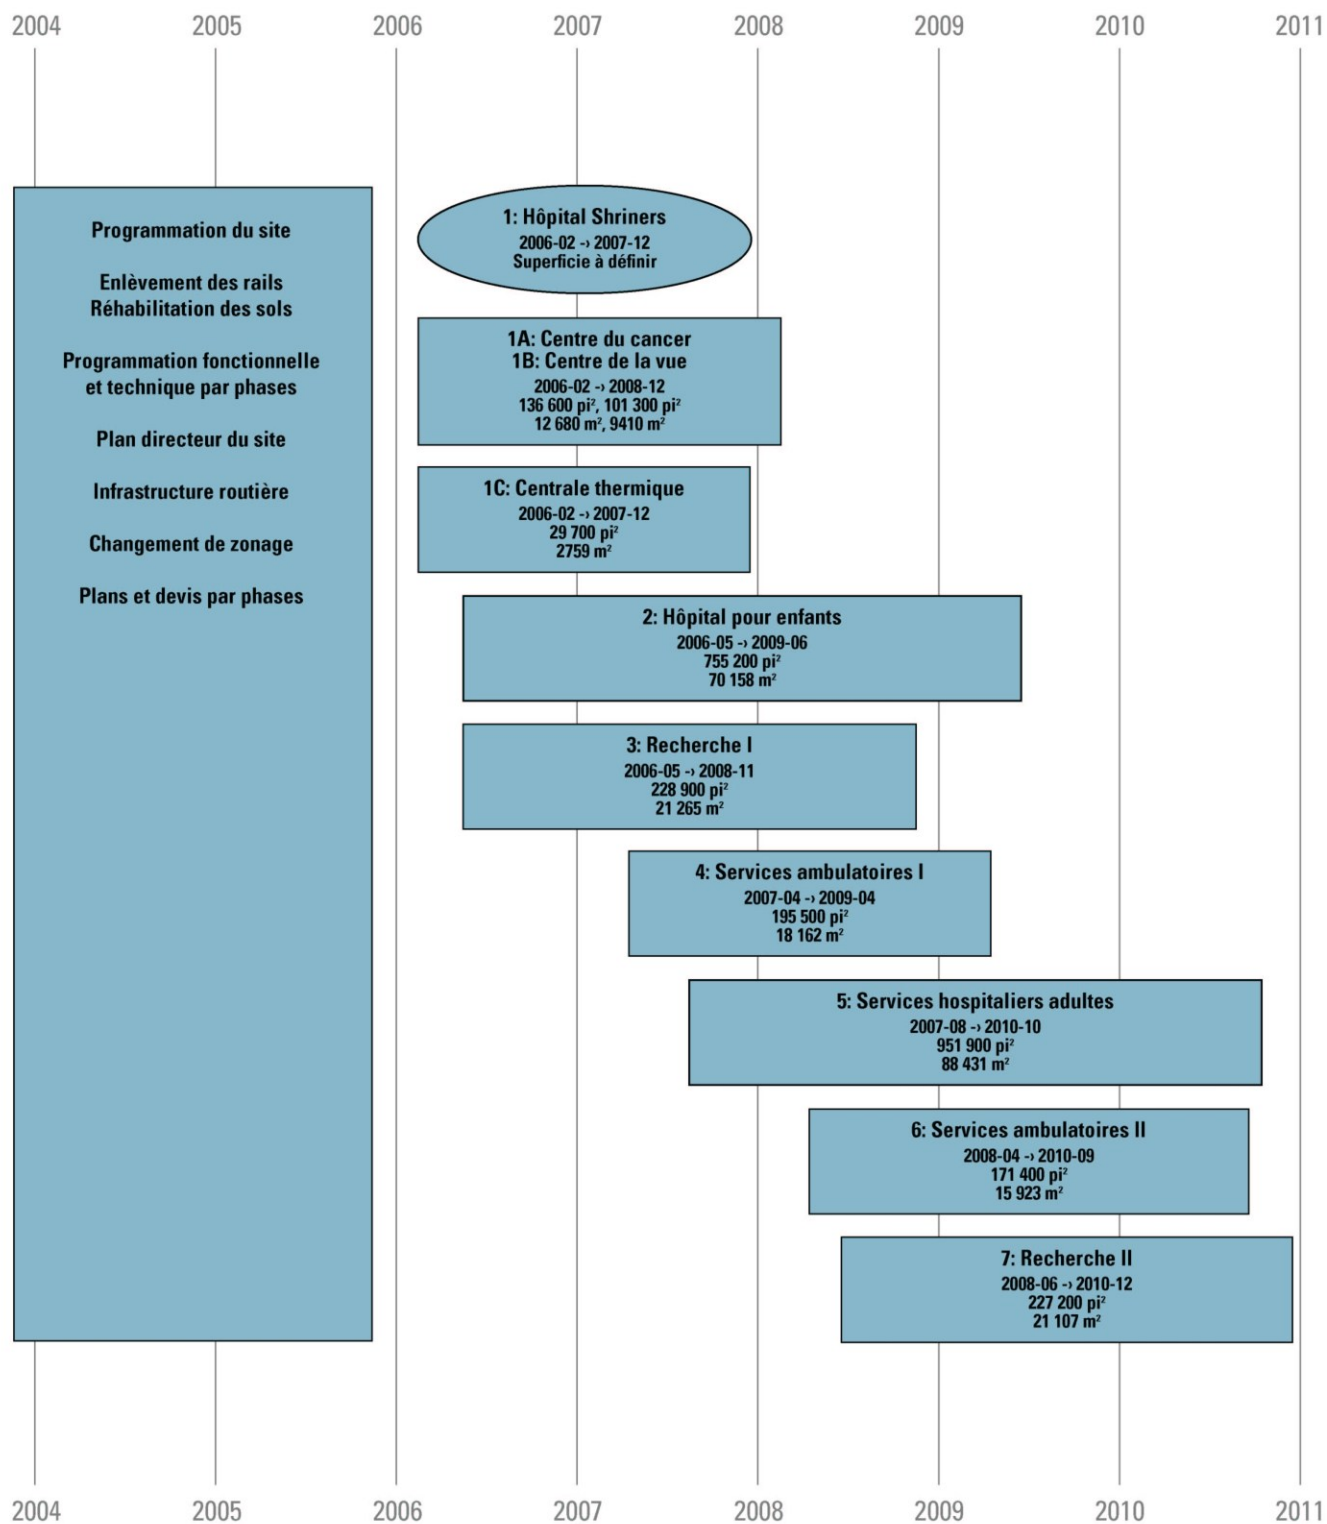 2004 2005 2006 2007 2008 2009 2010 2011
Programmation du site
Enlèvement des rails
Réhabilitation des sols
Programmation fonctionnelle
et technique par phases
Plan directeur du site
Infrastructure routière
Changement de zonage
Plans et devis par phases
1: Hôpital Shriners
2006-02 -› 2007-12
Superficie à définir
1A: Centre du cancer
1B: Centre de la vue
2006-02 -› 2008-12
136 600 pi², 101 300 pi²
12 680 m², 9410 m²
1C: Centrale thermique
2006-02 -› 2007-12
29 700 pi²
2759 m²
2: Hôpital pour enfants
2006-05 -› 2009-06
755 200 pi²
70 158 m²
3: Recherche I
2006-05 -› 2008-11
228 900 pi²
21 265 m²
4: Services ambulatoires I
2007-04 -› 2009-04
195 500 pi²
18 162 m²
5: Services hospitaliers adultes
2007-08 -› 2010-10
951 900 pi²
88 431 m²
6: Services ambulatoires II
2008-04 -› 2010-09
171 400 pi²
15 923 m²
7: Recherche II
2008-06 -› 2010-12
227 200 pi²
21 107 m²
2004 2005 2006 2007 2008 2009 2010 2011